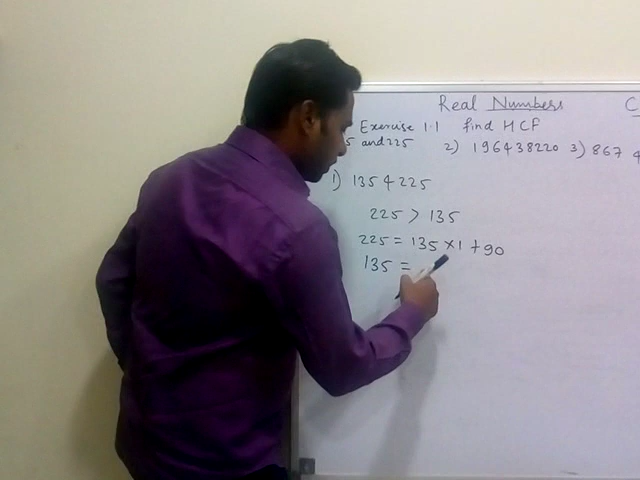 Real Numbers C
Exercise 1.1 find HCF
5 and 225 2) 196 & 38220 3) 867
1) 135 & 225
225 > 135
225 = 135 × 1 + 90
135 =